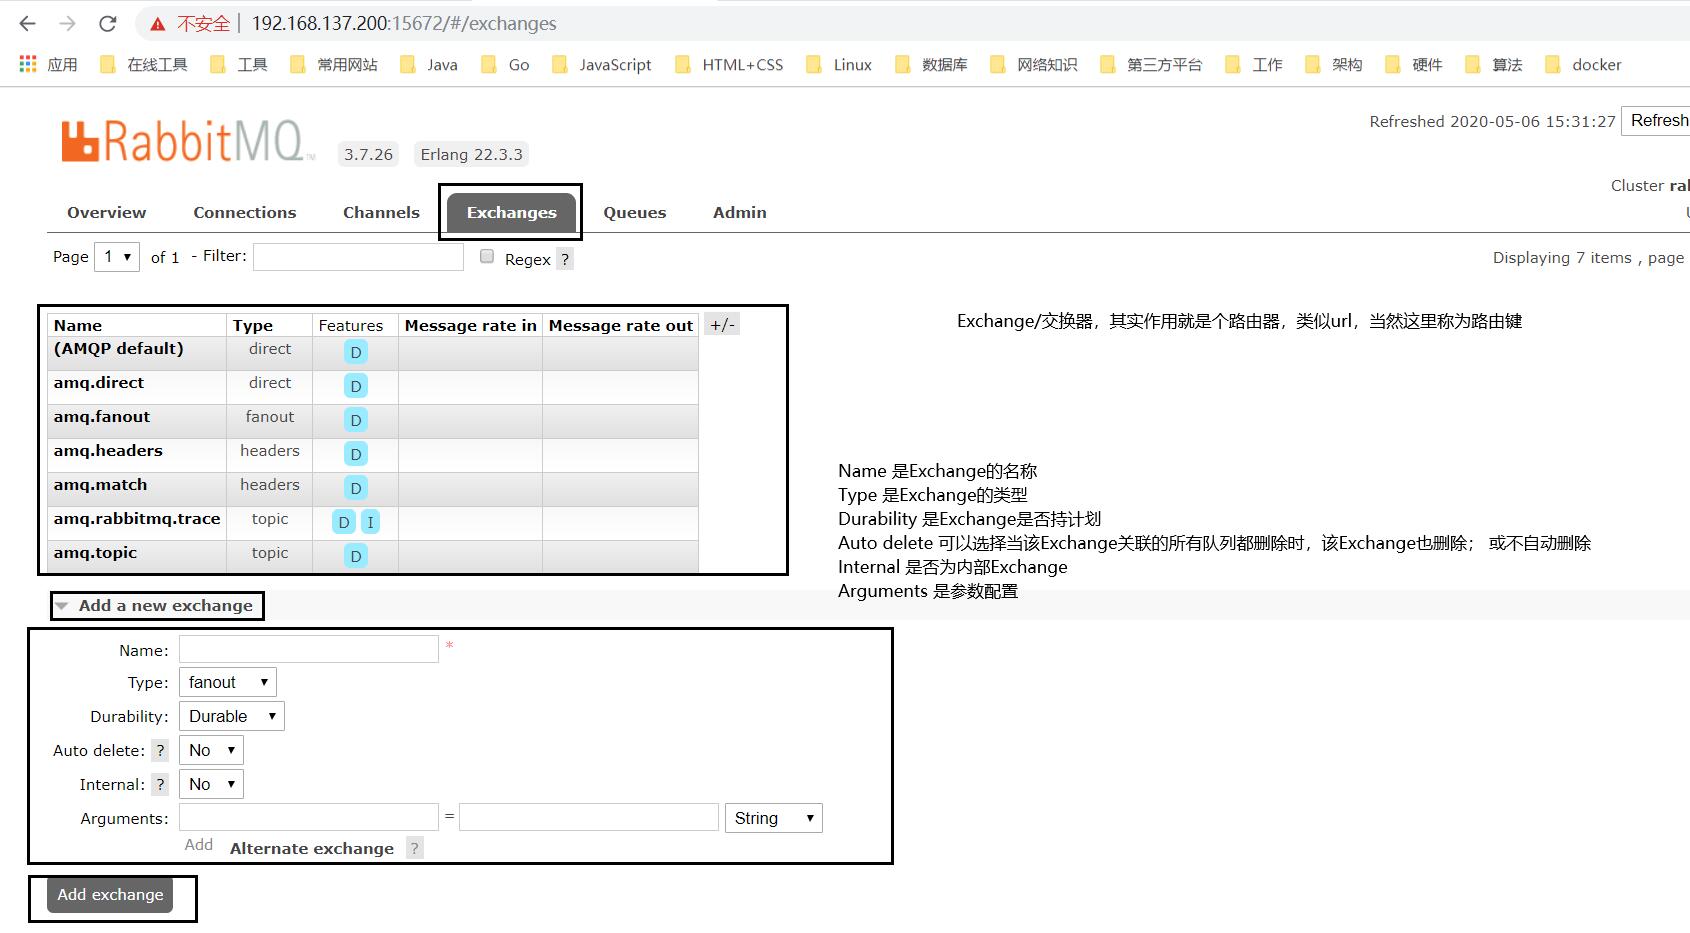 不安全 | 192.168.137.200:15672/#/exchanges
应用 在线工具 工具 常用网站 Java Go JavaScript HTML+CSS Linux 数据库 网络知识 第三方平台 工作 架构 硬件 算法 docker
RabbitMQ TM 3.7.26 Erlang 22.3.3
Refreshed 2020-05-06 15:31:27 Refresh
Cluster
Overview Connections Channels Exchanges Queues Admin
Page 1 of 1 - Filter: Regex ? Displaying 7 items , page
Name Type Features Message rate in Message rate out +/-
(AMQP default) direct D
amq.direct direct D
amq.fanout fanout D
amq.headers headers D
amq.match headers D
amq.rabbitmq.trace topic D I
amq.topic topic D
Exchange/交换器，其实作用就是个路由器，类似url，当然这里称为路由键
Name 是Exchange的名称
Type 是Exchange的类型
Durability 是Exchange是否持计划
Auto delete 可以选择当该Exchange关联的所有队列都删除时，该Exchange也删除； 或不自动删除
Internal 是否为内部Exchange
Arguments 是参数配置
Add a new exchange
Name: *
Type: fanout
Durability: Durable
Auto delete: ? No
Internal: ? No
Arguments: = String
Add Alternate exchange ?
Add exchange